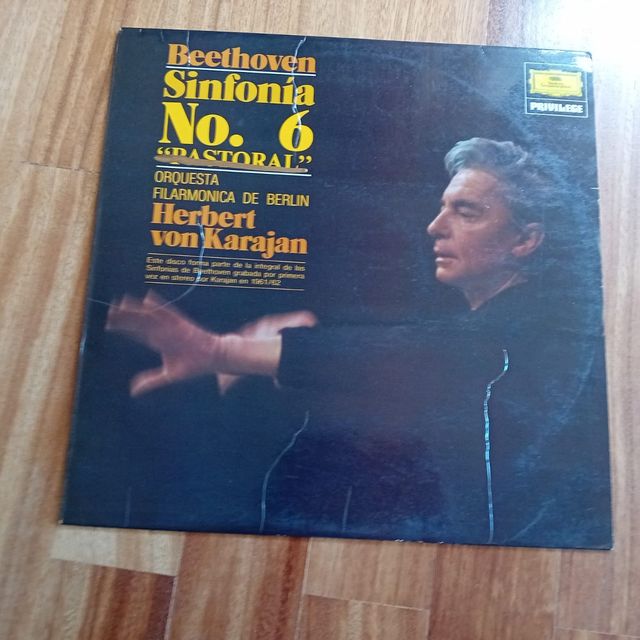 Beethoven
Sinfonía
No. 6
“PASTORAL”
ORQUESTA
FILARMONICA DE BERLIN
Herbert
von Karajan
Este disco forma parte de la integral de las
Sinfonías de Beethoven grabada por primera
vez en stereo por Karajan en 1961/62
PRIVILEGE